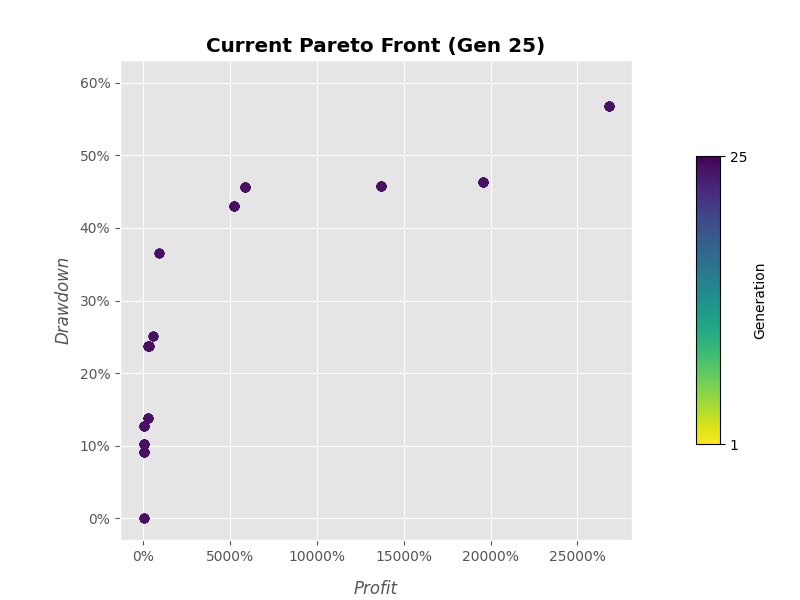 Current Pareto Front (Gen 25)
60%
50%
40%
30%
20%
10%
0%
Drawdown
0% 5000% 10000% 15000% 20000% 25000%
Profit
25
1
Generation